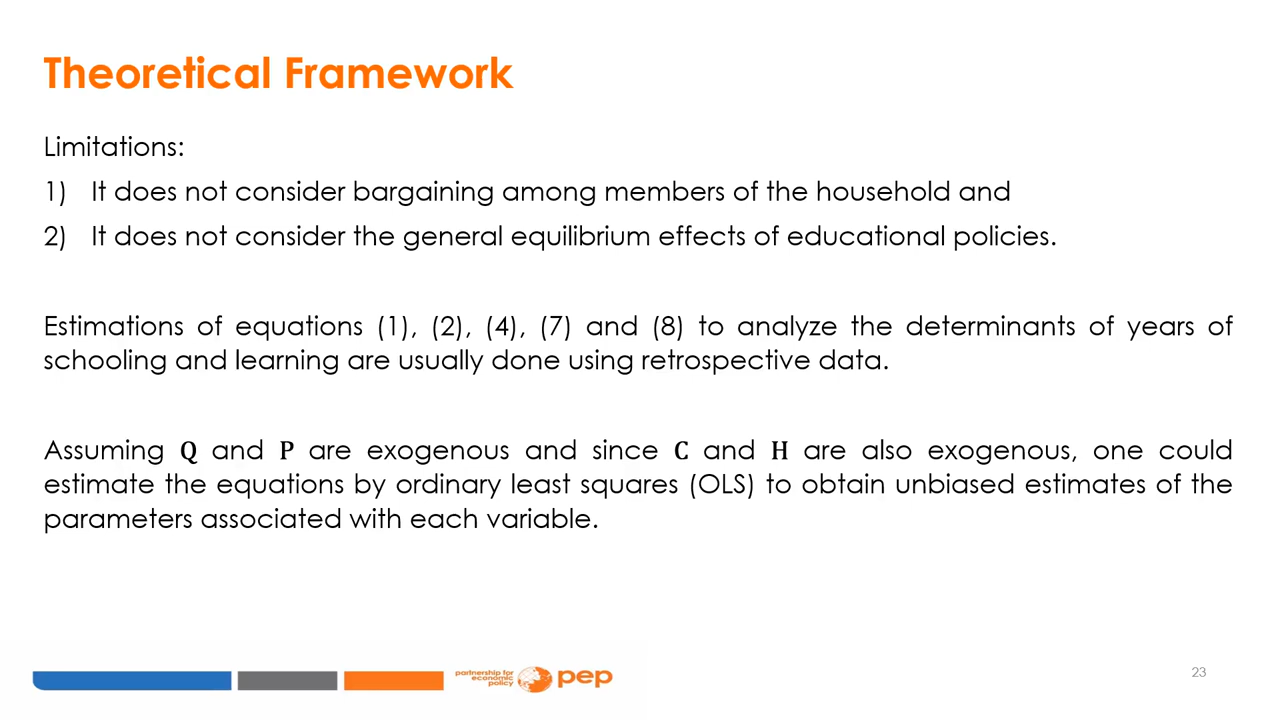 Theoretical Framework
Limitations:
1) It does not consider bargaining among members of the household and
2) It does not consider the general equilibrium effects of educational policies.
Estimations of equations (1), (2), (4), (7) and (8) to analyze the determinants of years of
schooling and learning are usually done using retrospective data.
Assuming Q and P are exogenous and since C and H are also exogenous, one could
estimate the equations by ordinary least squares (OLS) to obtain unbiased estimates of the
parameters associated with each variable.
partnership for
economic
policy
pep
23